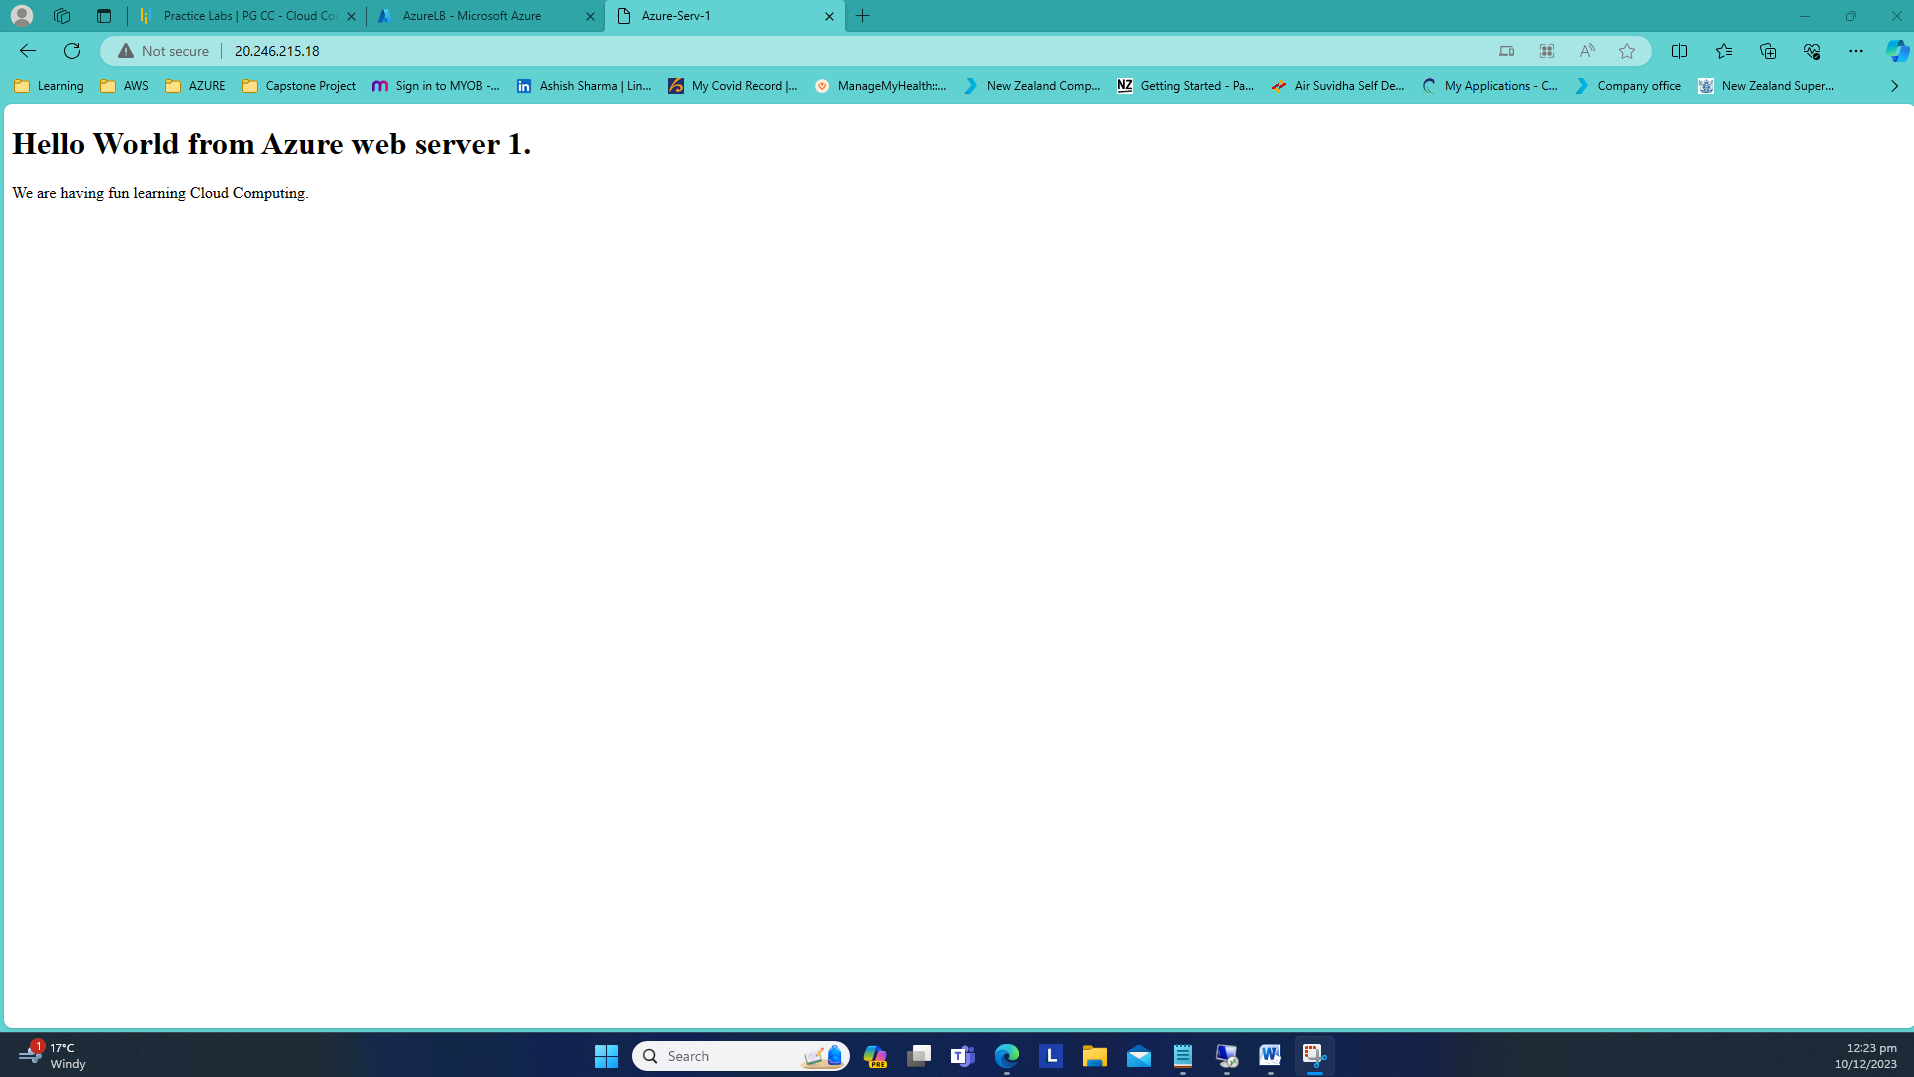 Practice Labs | PG CC - Cloud Co
AzureLB - Microsoft Azure
Azure-Serv-1
Not secure
20.246.215.18
Learning
AWS
AZURE
Capstone Project
Sign in to MYOB -...
Ashish Sharma | Lin...
My Covid Record |...
ManageMyHealth::...
New Zealand Comp...
NZ
Getting Started - Pa...
Air Suvidha Self De...
My Applications - C...
Company office
New Zealand Super...
Hello World from Azure web server 1.
We are having fun learning Cloud Computing.
1
17°C
Windy
Search
PRE
L
12:23 pm
10/12/2023